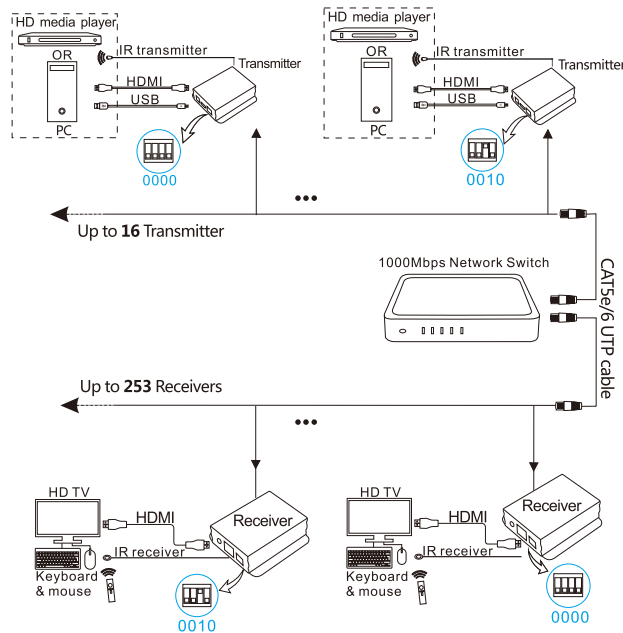 HD media player
OR
IR transmitter
Transmitter
HDMI
USB
PC
0000
HD media player
OR
IR transmitter
Transmitter
HDMI
USB
PC
0010
Up to 16 Transmitter
1000Mbps Network Switch
CAT5e/6 UTP cable
Up to 253 Receivers
HD TV
HDMI
Receiver
IR receiver
Keyboard
& mouse
0010
HD TV
HDMI
Receiver
IR receiver
Keyboard
& mouse
0000